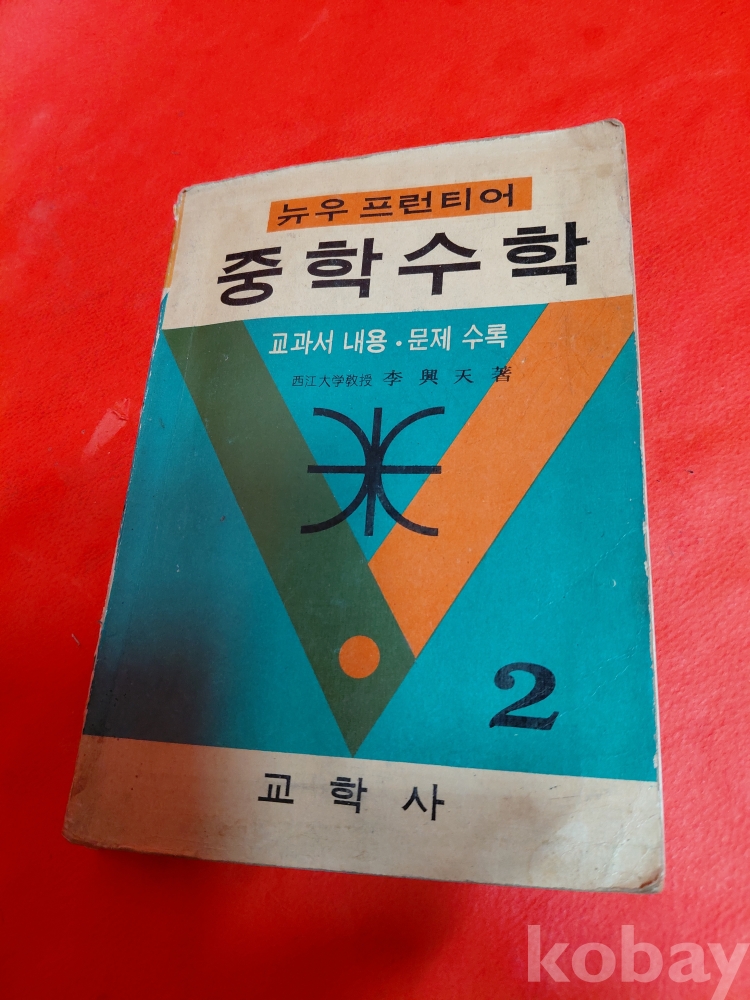 뉴우 프런티어
중학수학
교과서 내용 · 문제 수록
西江大学敎授 李興天 著
2
교학사
kobay